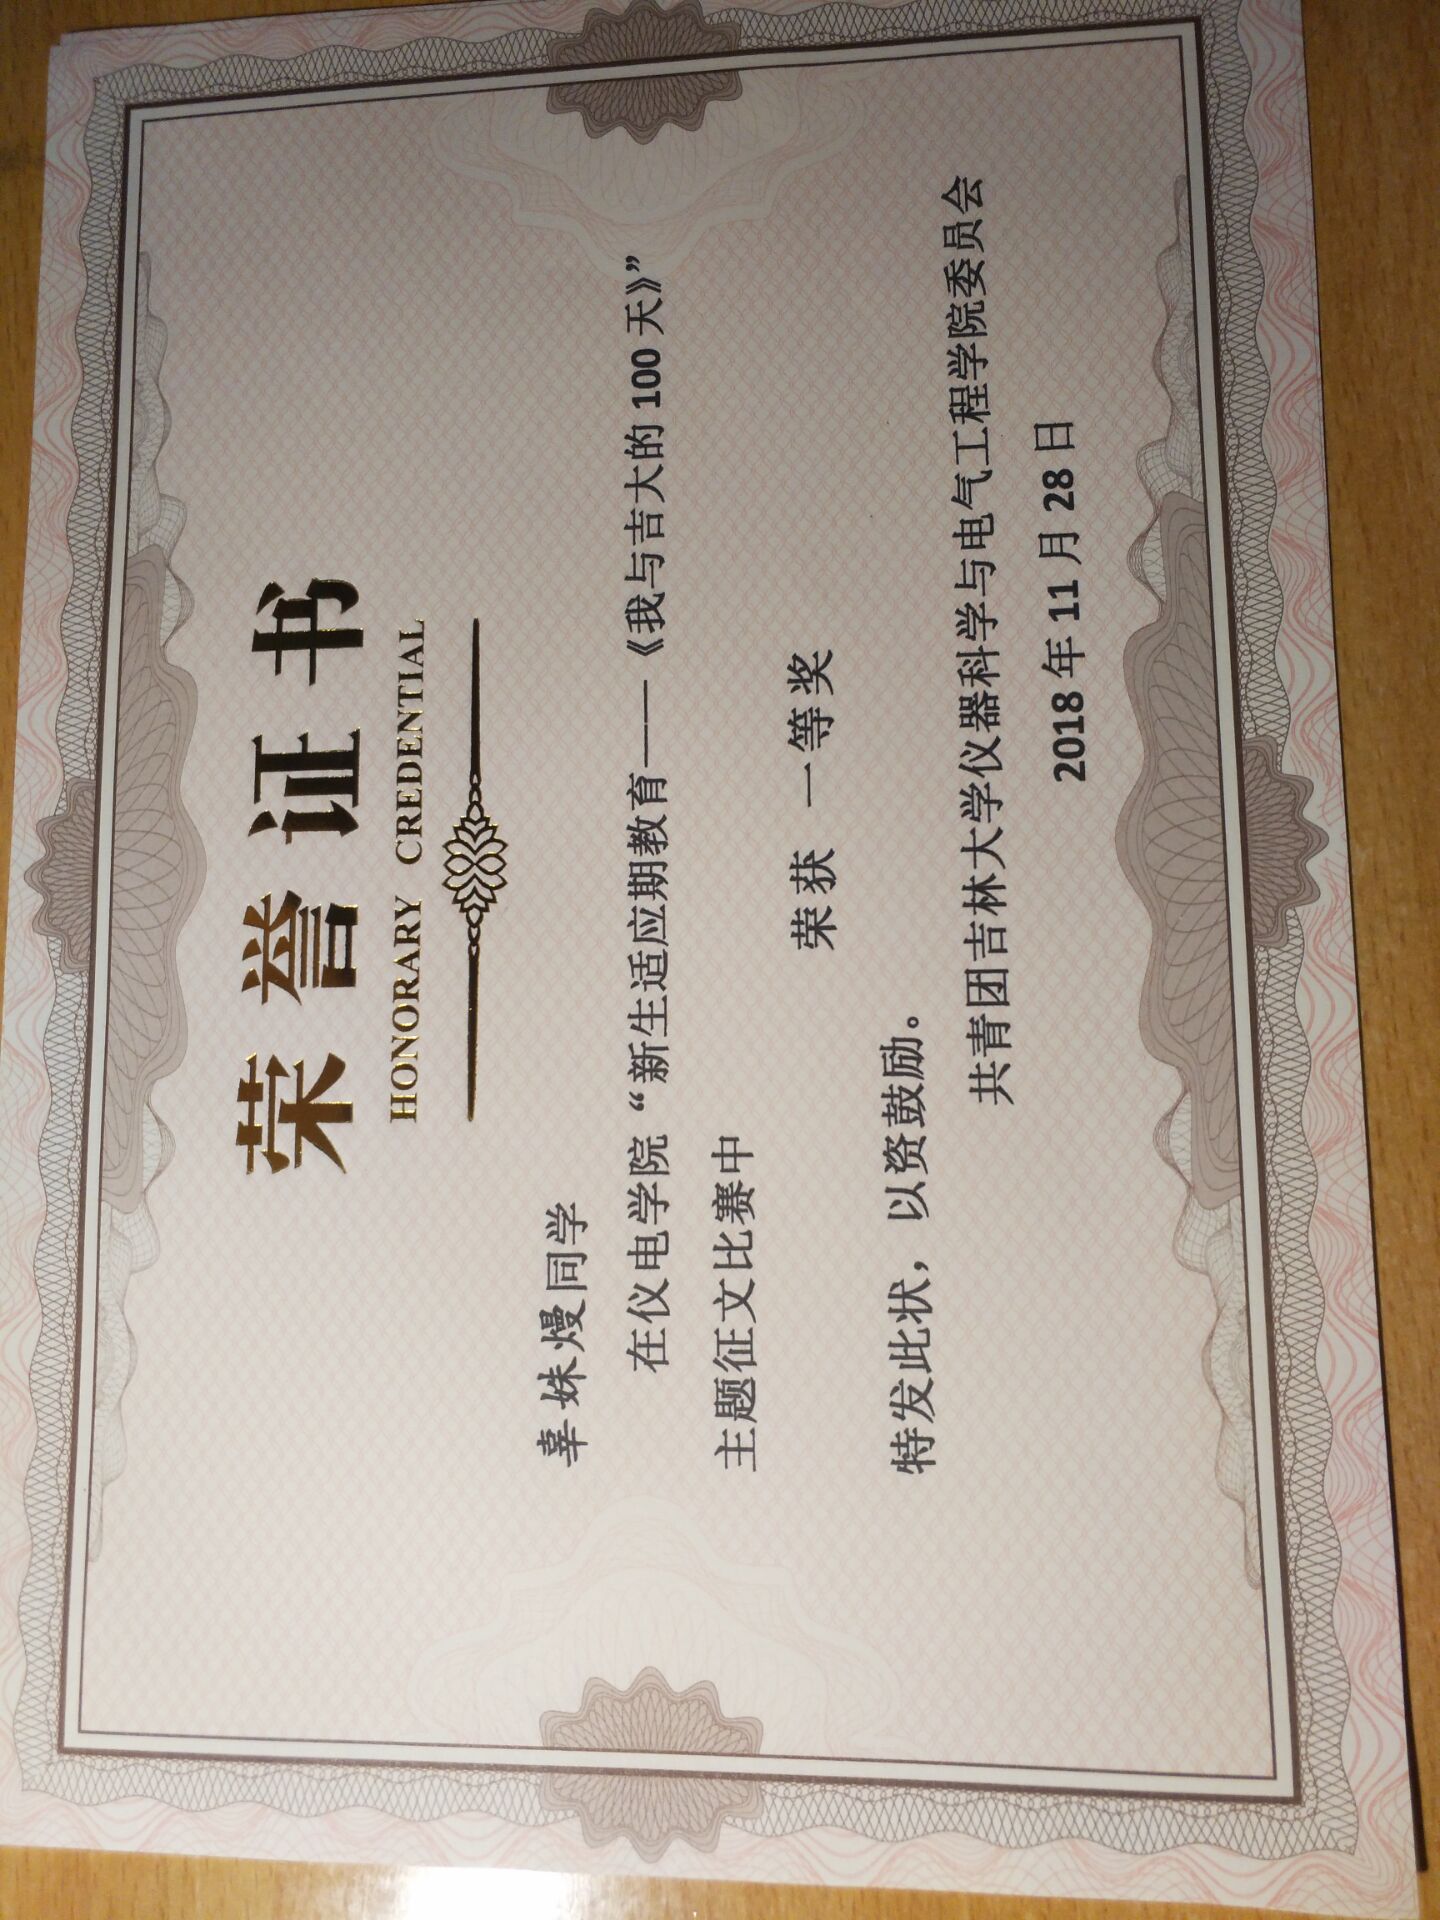 荣誉证书
HONORARY CREDENTIAL
辜姝熳同学
在仪电学院“新生适应期教育——《我与吉大的100天》”
主题征文比赛中
荣获 一等奖
特发此状，以资鼓励。
共青团吉林大学仪器科学与电气工程学院委员会
2018年11月28日